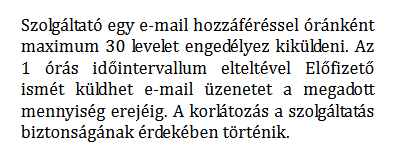 Szolgáltató egy e-mail hozzáféréssel óránként
maximum 30 levelet engedélyez kiküldeni. Az
1 órás időintervallum elteltével Előfizető
ismét küldhet e-mail üzenetet a megadott
mennyiség erejéig. A korlátozás a szolgáltatás
biztonságának érdekében történik.